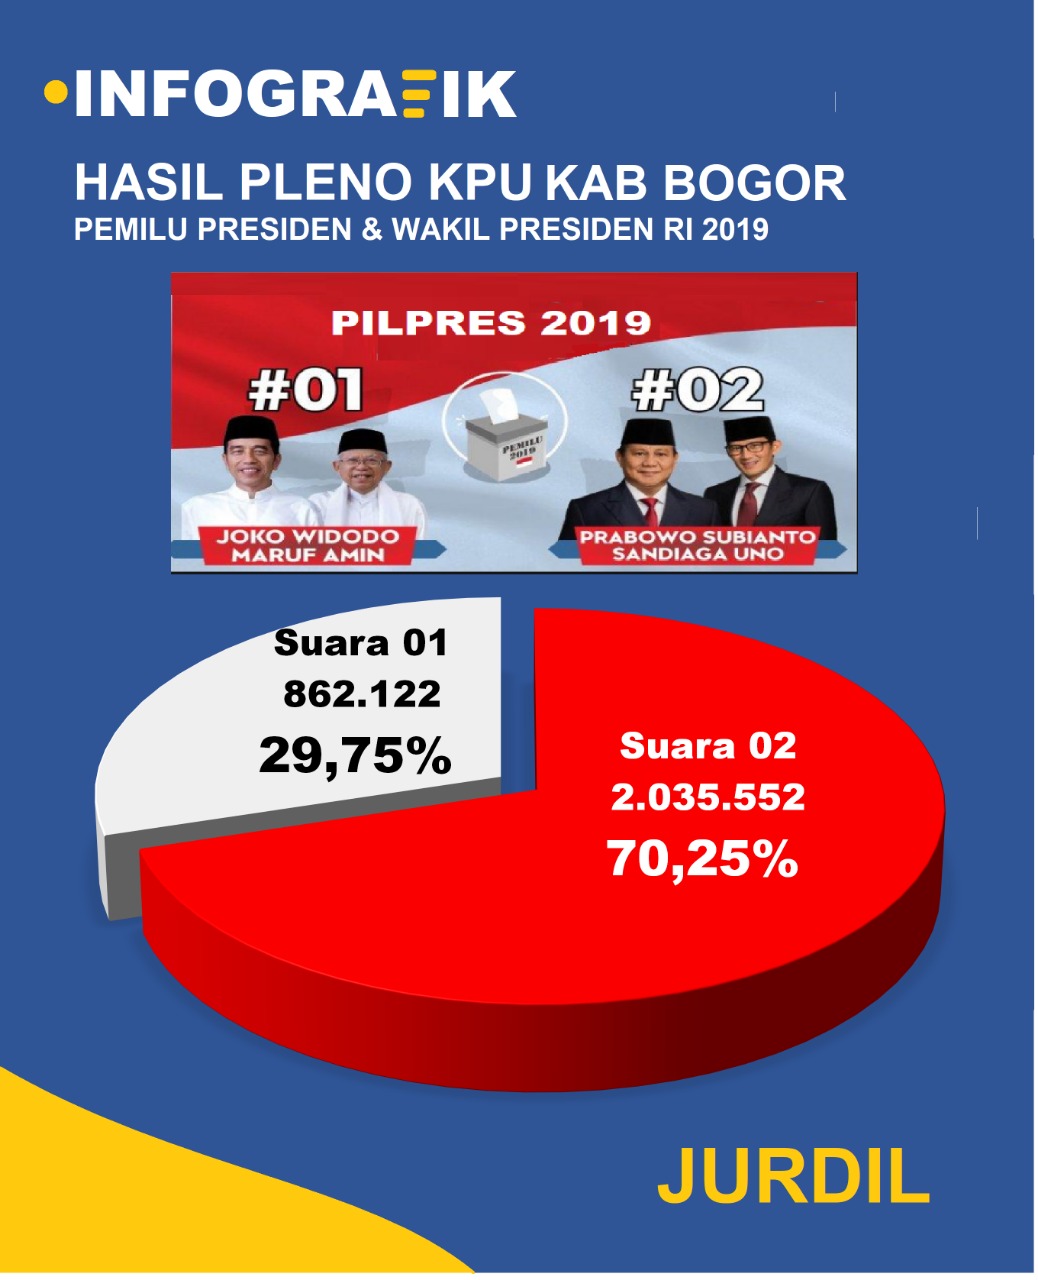 INFOGRAFIK
HASIL PLENO KPU KAB BOGOR
PEMILU PRESIDEN & WAKIL PRESIDEN RI 2019
PILPRES 2019
#01
#02
PEMILU
2019
JOKO WIDODO
MARUF AMIN
PRABOWO SUBIANTO
SANDIAGA UNO
Suara 01
862.122
29,75%
Suara 02
2.035.552
70,25%
JURDIL